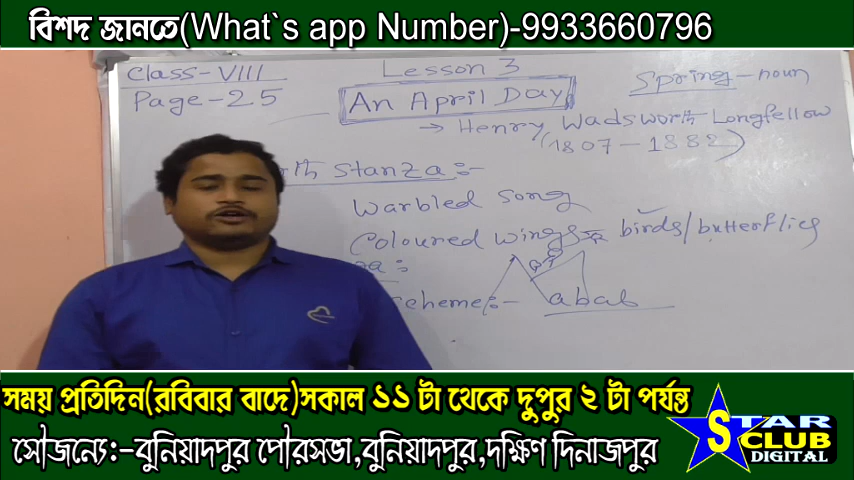 বিশদ জানতে(What`s app Number)-9933660796
Class-VIII
Lesson 3
Spring - noun
Page-25
An April Day
→ Henry Wadsworth Longfellow
(1807-1882)
Stanza:-
Warbled song
Coloured wings birds/butterflies
scheme:- abab
সময় প্রতিদিন(রবিবার বাদে)সকাল ১১ টা থেকে দুপুর ২ টা পর্যন্ত
সৌজন্যে:-বুনিয়াদপুর পৌরসভা,বুনিয়াদপুর,দক্ষিণ দিনাজপুর
STAR
CLUB
DIGITAL